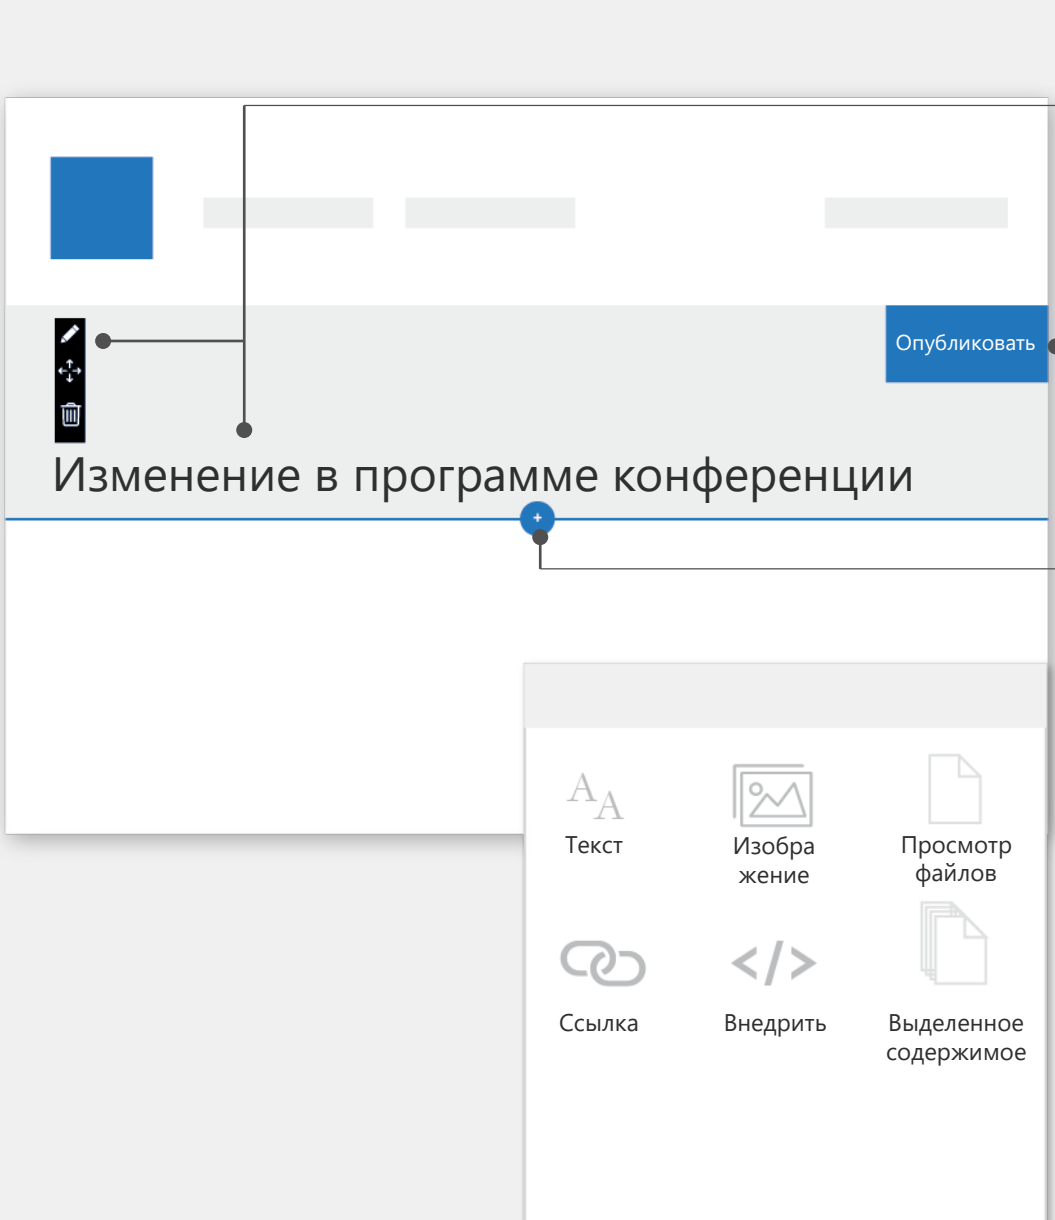 Опубликовать
Изменение в программе конференции
+
Текст
Изобра
жение
Просмотр
файлов
Ссылка
Внедрить
Выделенное
содержимое